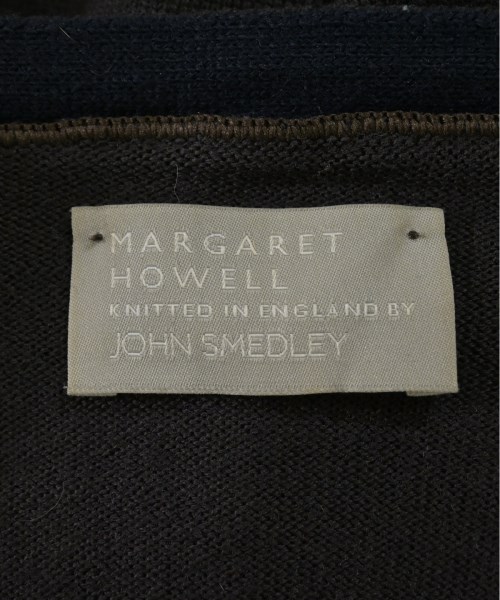 MARGARET
HOWELL
KNITTED IN ENGLAND BY
JOHN SMEDLEY